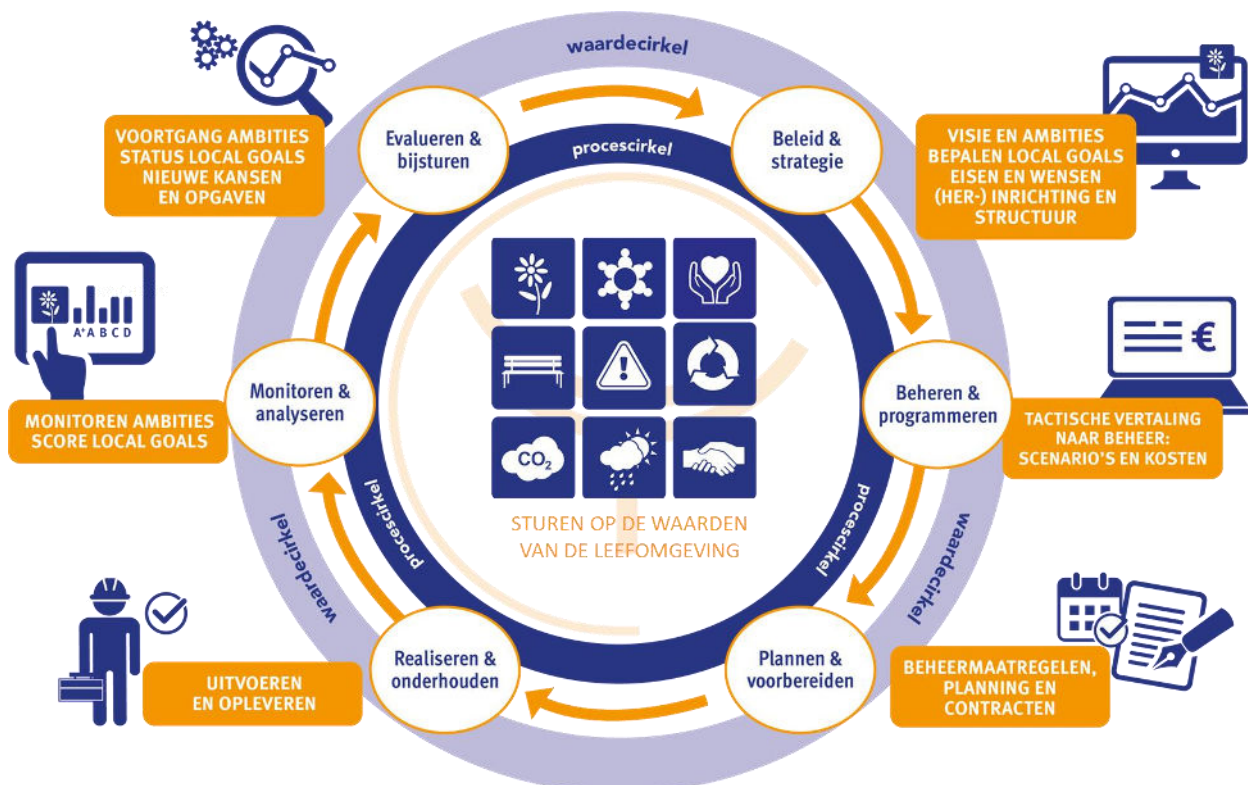 waardecirkel
procescirkel
Evalueren &
bijsturen
Beleid &
strategie
VOORTGANG AMBITIES
STATUS LOCAL GOALS
NIEUWE KANSEN
EN OPGAVEN
VISIE EN AMBITIES
BEPALEN LOCAL GOALS
EISEN EN WENSEN
(HER-) INRICHTING EN
STRUCTUUR
A⁺ A B C D
Monitoren &
analyseren
MONITOREN AMBITIES
SCORE LOCAL GOALS
€
Beheren &
programmeren
TACTISCHE VERTALING
NAAR BEHEER:
SCENARIO'S EN KOSTEN
CO₂
STUREN OP DE WAARDEN
VAN DE LEEFOMGEVING
procescirkel
waardecirkel
procescirkel
waardecirkel
Realiseren &
onderhouden
Plannen &
voorbereiden
UITVOEREN
EN OPLEVEREN
BEHEERMAATREGELEN,
PLANNING EN
CONTRACTEN